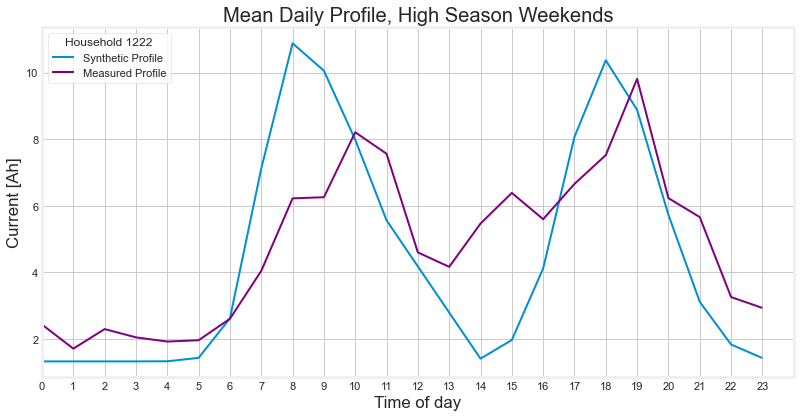 Mean Daily Profile, High Season Weekends
Household 1222
Synthetic Profile
Measured Profile
Current [Ah]
10
8
6
4
2
0 1 2 3 4 5 6 7 8 9 10 11 12 13 14 15 16 17 18 19 20 21 22 23
Time of day